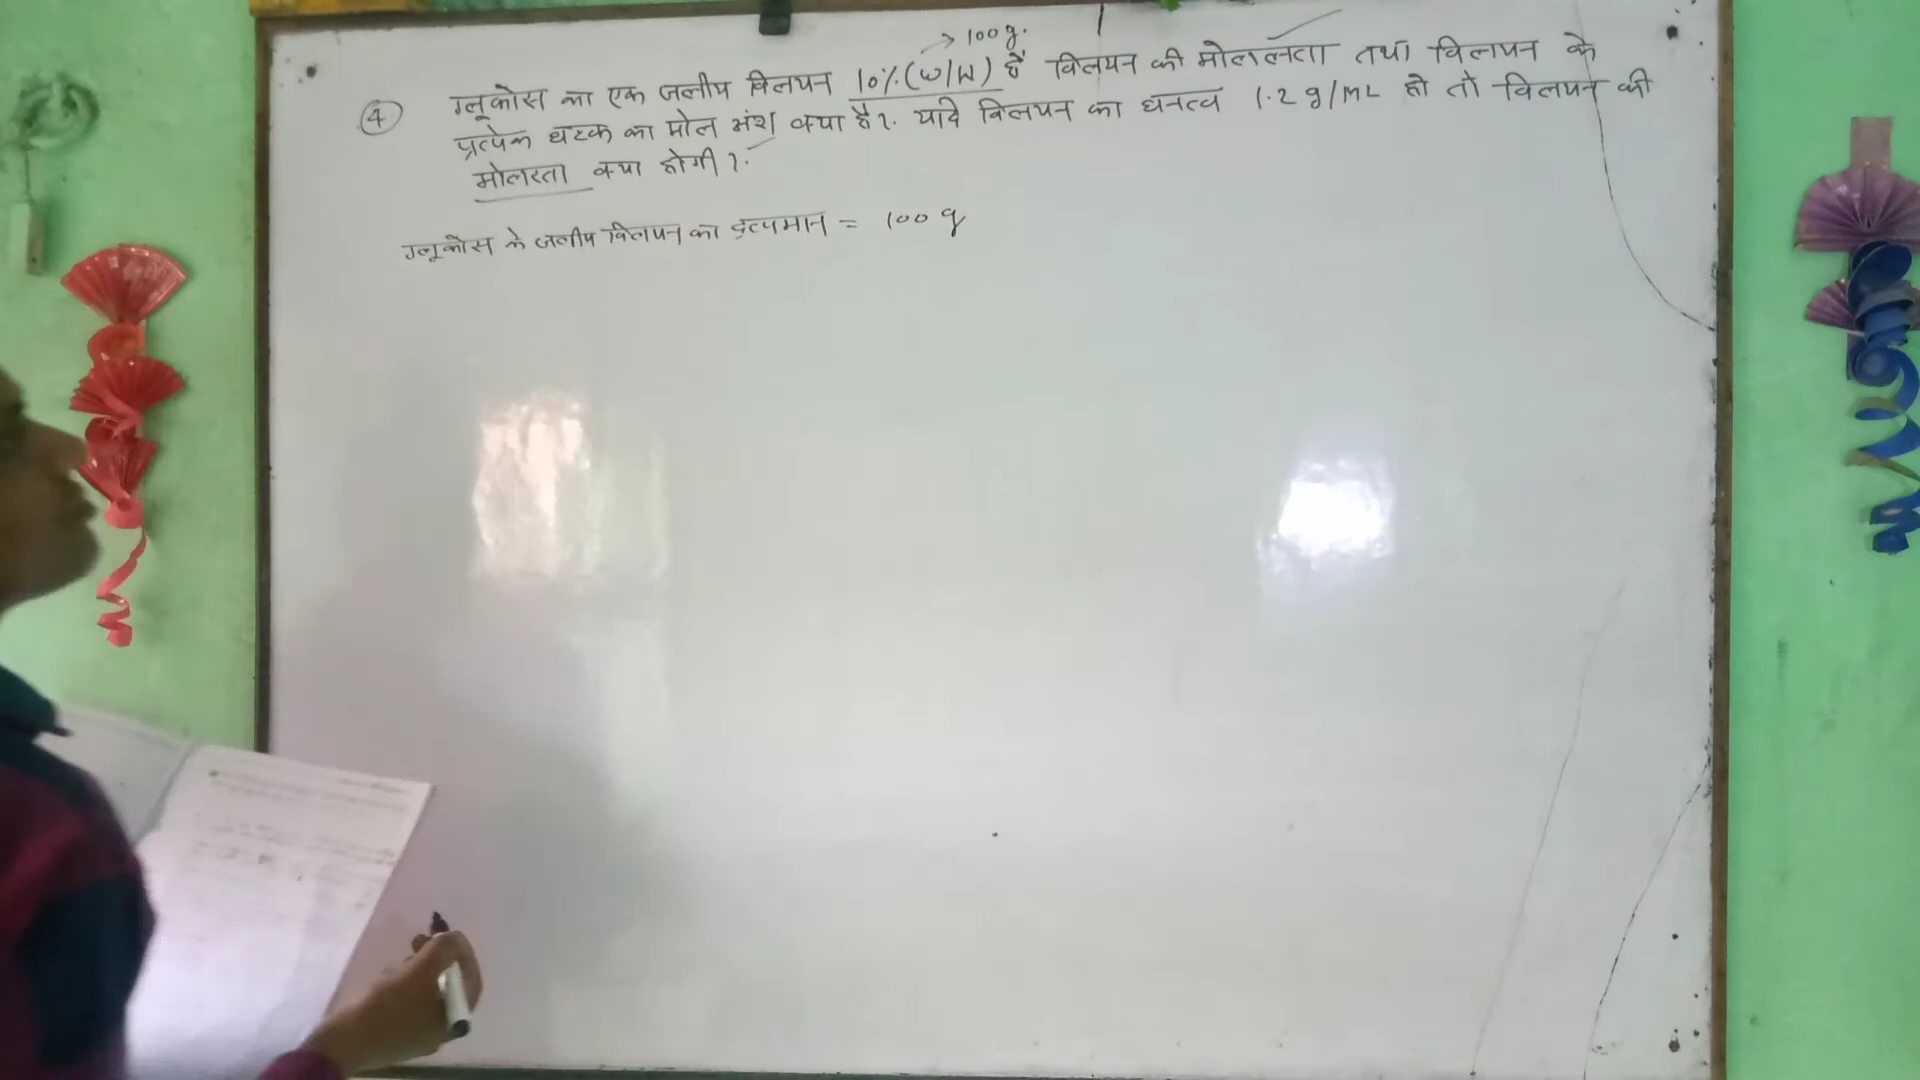 → 100 g.
④ ग्लूकोस का एक जलीय विलयन 10% (W/W) है विलयन की मोललता तथा विलयन के
प्रत्येक घटक का मोल अंश क्या है?. यदि विलयन का घनत्व 1.2 g/ML हो तो विलयन की
मोलरता क्या होगी?.
ग्लूकोस के जलीय विलयन का द्रव्यमान = 100 g